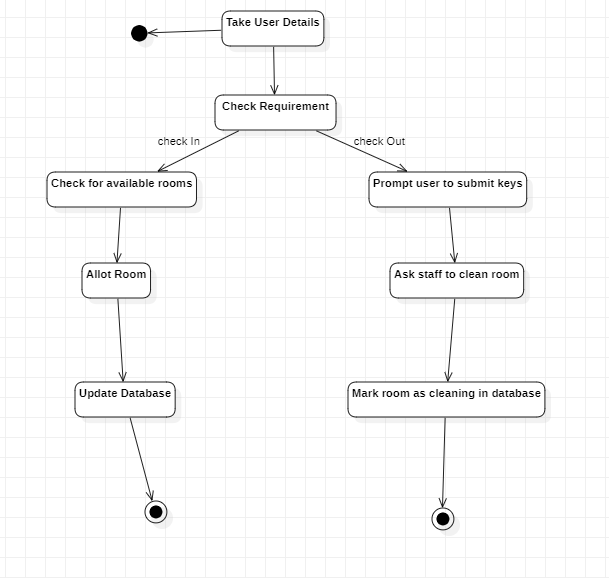 Take User Details
Check Requirement
check In
check Out
Check for available rooms
Prompt user to submit keys
Allot Room
Ask staff to clean room
Update Database
Mark room as cleaning in database